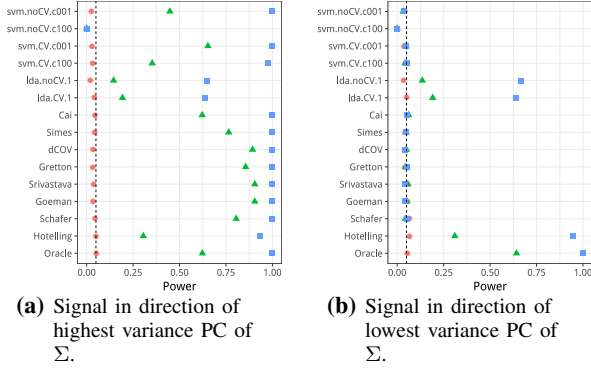 svm.noCV.c001
svm.noCV.c100
svm.CV.c001
svm.CV.c100
lda.noCV.1
lda.CV.1
Cai
Simes
dCOV
Gretton
Srivastava
Goeman
Schafer
Hotelling
Oracle
0.00 0.25 0.50 0.75 1.00
Power
(a) Signal in direction of
highest variance PC of
Σ.
svm.noCV.c001
svm.noCV.c100
svm.CV.c001
svm.CV.c100
lda.noCV.1
lda.CV.1
Cai
Simes
dCOV
Gretton
Srivastava
Goeman
Schafer
Hotelling
Oracle
0.00 0.25 0.50 0.75 1.00
Power
(b) Signal in direction of
lowest variance PC of
Σ.